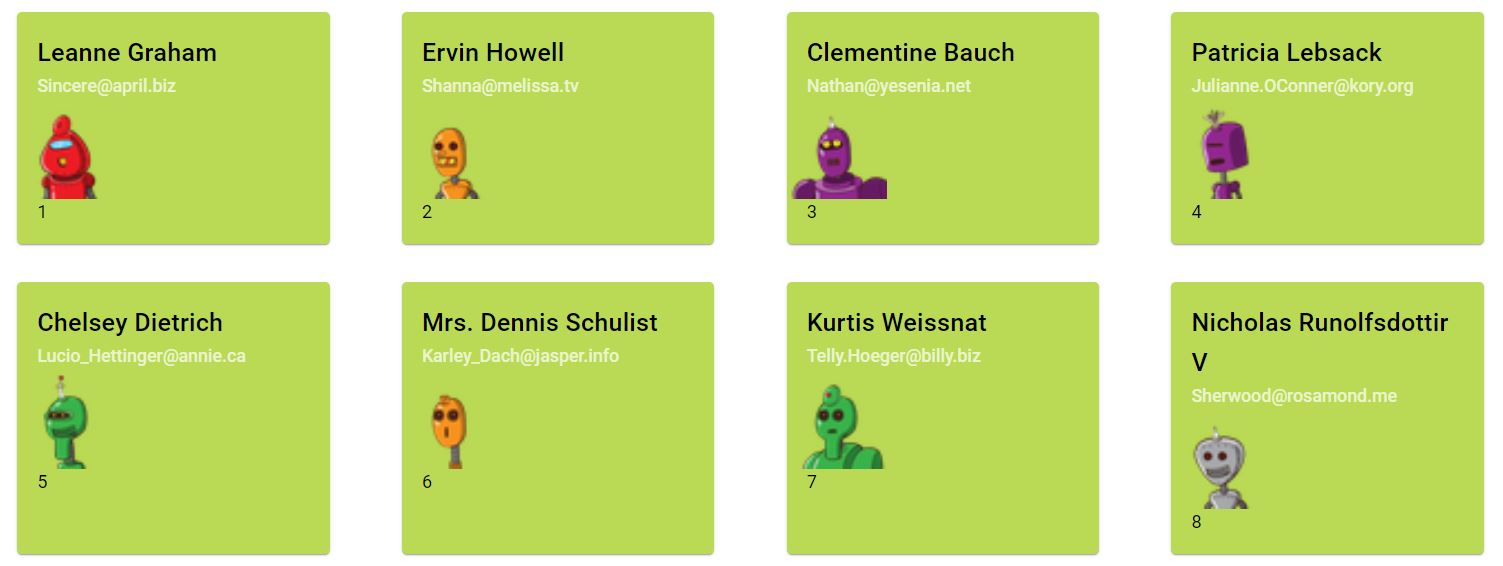 Leanne Graham
Sincere@april.biz
1
Ervin Howell
Shanna@melissa.tv
2
Clementine Bauch
Nathan@yesenia.net
3
Patricia Lebsack
Julianne.OConner@kory.org
4
Chelsey Dietrich
Lucio_Hettinger@annie.ca
5
Mrs. Dennis Schulist
Karley_Dach@jasper.info
6
Kurtis Weissnat
Telly.Hoeger@billy.biz
7
Nicholas Runolfsdottir
V
Sherwood@rosamond.me
8